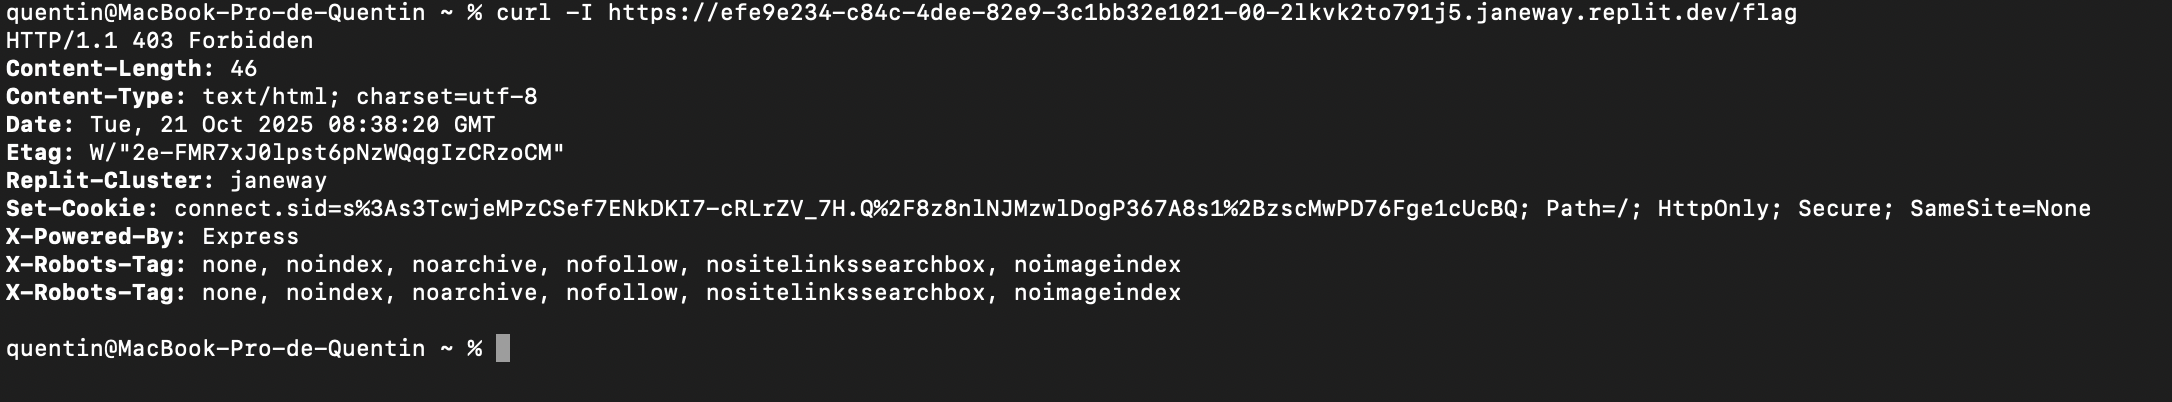 quentin@MacBook-Pro-de-Quentin ~ % curl -I https://efe9e234-c84c-4dee-82e9-3c1bb32e1021-00-2lkvk2to791j5.janeway.replit.dev/flag
HTTP/1.1 403 Forbidden
Content-Length: 46
Content-Type: text/html; charset=utf-8
Date: Tue, 21 Oct 2025 08:38:20 GMT
Etag: W/"2e-FMR7xJ0lpst6pNzWQqgIzCRzoCM"
Replit-Cluster: janeway
Set-Cookie: connect.sid=s%3As3TcwjeMPzCSef7ENkDKI7-cRLrZV_7H.Q%2F8z8nlNJMzwlDogP367A8s1%2BzscMwPD76Fge1cUcBQ; Path=/; HttpOnly; Secure; SameSite=None
X-Powered-By: Express
X-Robots-Tag: none, noindex, noarchive, nofollow, nositelinkssearchbox, noimageindex
X-Robots-Tag: none, noindex, noarchive, nofollow, nositelinkssearchbox, noimageindex
quentin@MacBook-Pro-de-Quentin ~ %